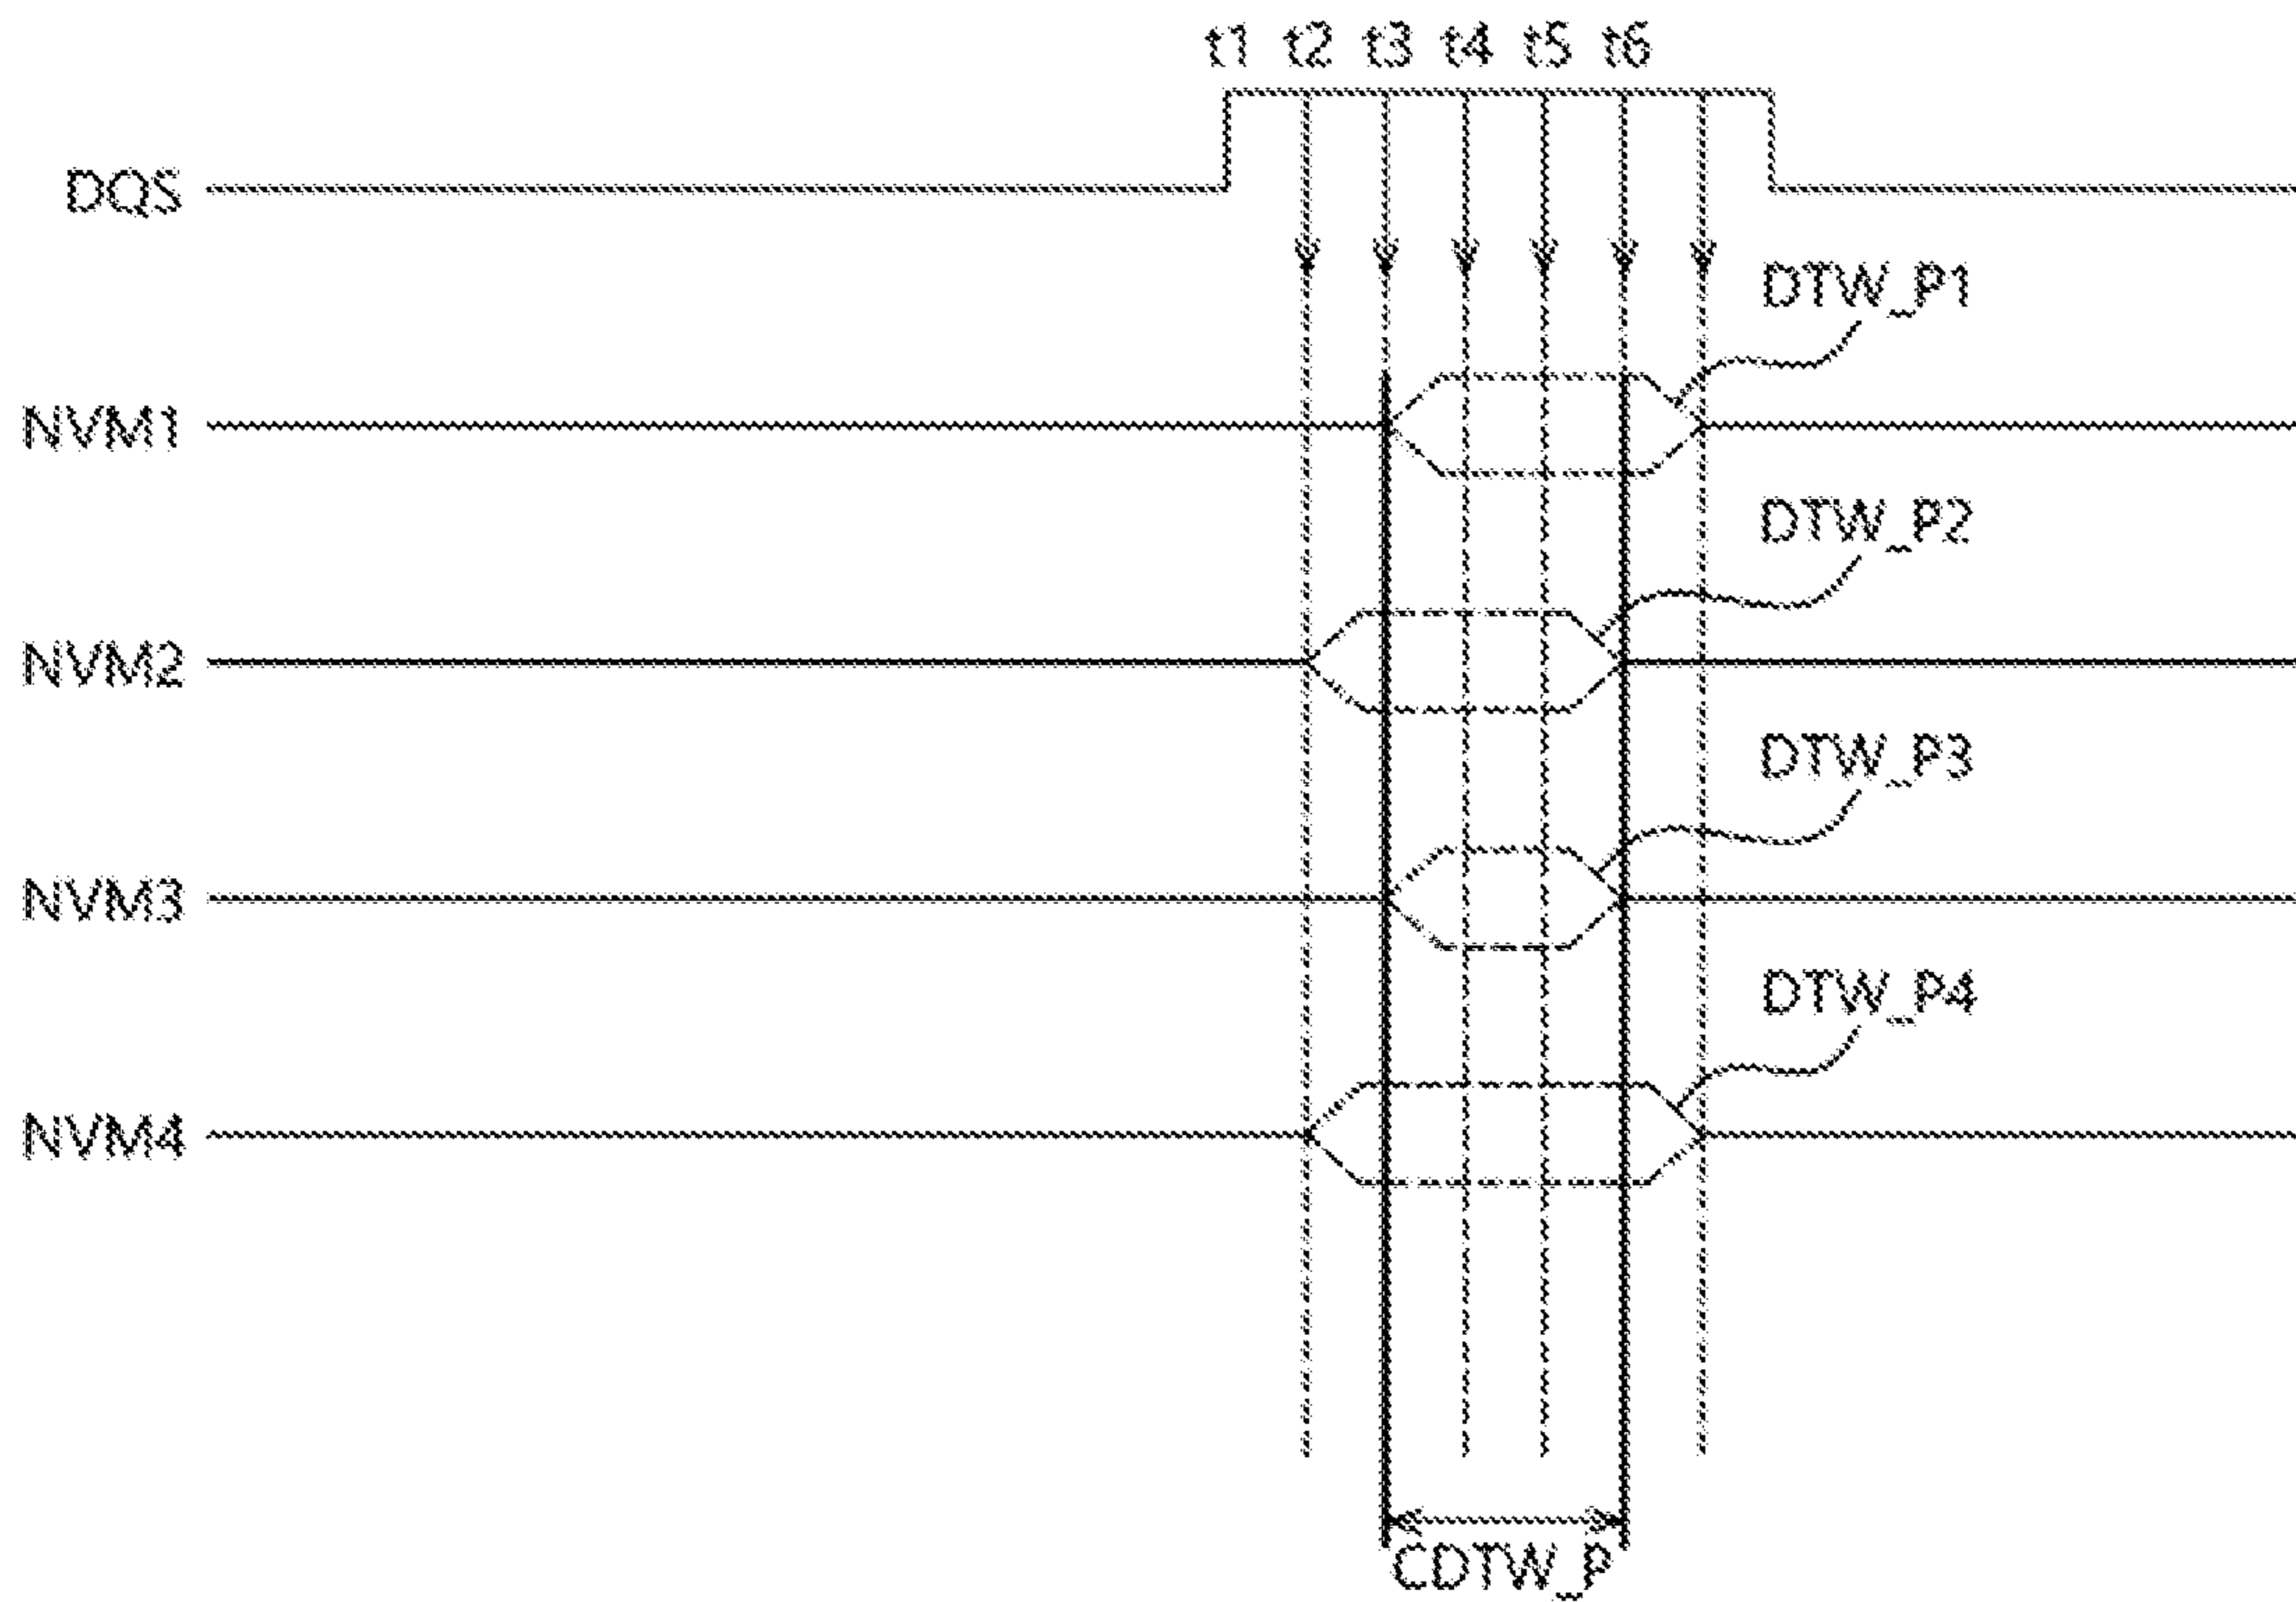 t1 t2 t3 t4 t5 t6
DQS
DTW_P1
NVM1
DTW_P2
NVM2
DTW_P3
NVM3
DTW_P4
NVM4
CDTW_P